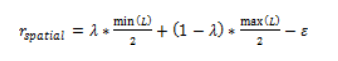 r_spatial = λ * min(L)/2 + (1 − λ) * max(L)/2 − ε